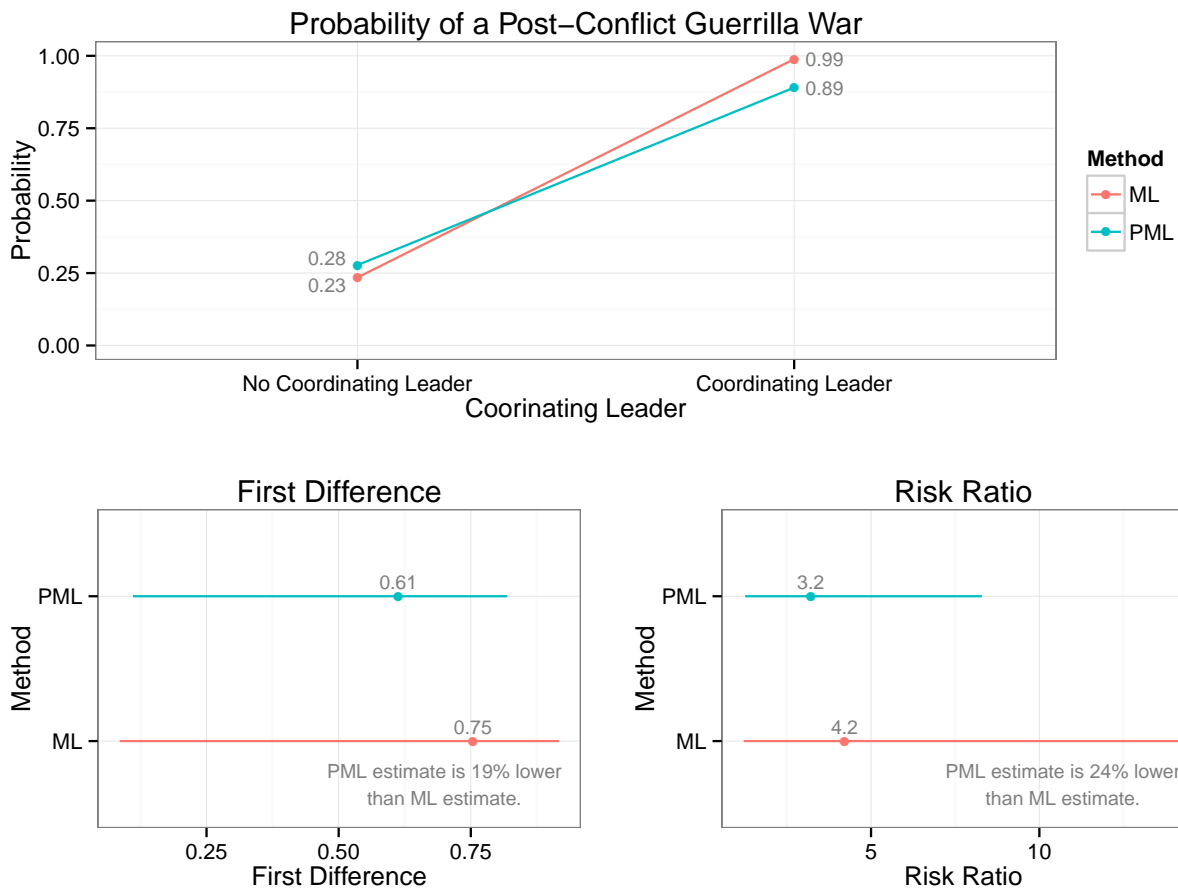 Probability of a Post−Conflict Guerrilla War
1.00
0.75
0.50
0.25
0.00
Probability
0.99
0.89
0.28
0.23
No Coordinating Leader
Coordinating Leader
Coorinating Leader
Method
ML
PML
First Difference
PML
ML
Method
0.61
0.75
PML estimate is 19% lower
than ML estimate.
0.25
0.50
0.75
First Difference
Risk Ratio
PML
ML
Method
3.2
4.2
PML estimate is 24% lower
than ML estimate.
5
10
Risk Ratio